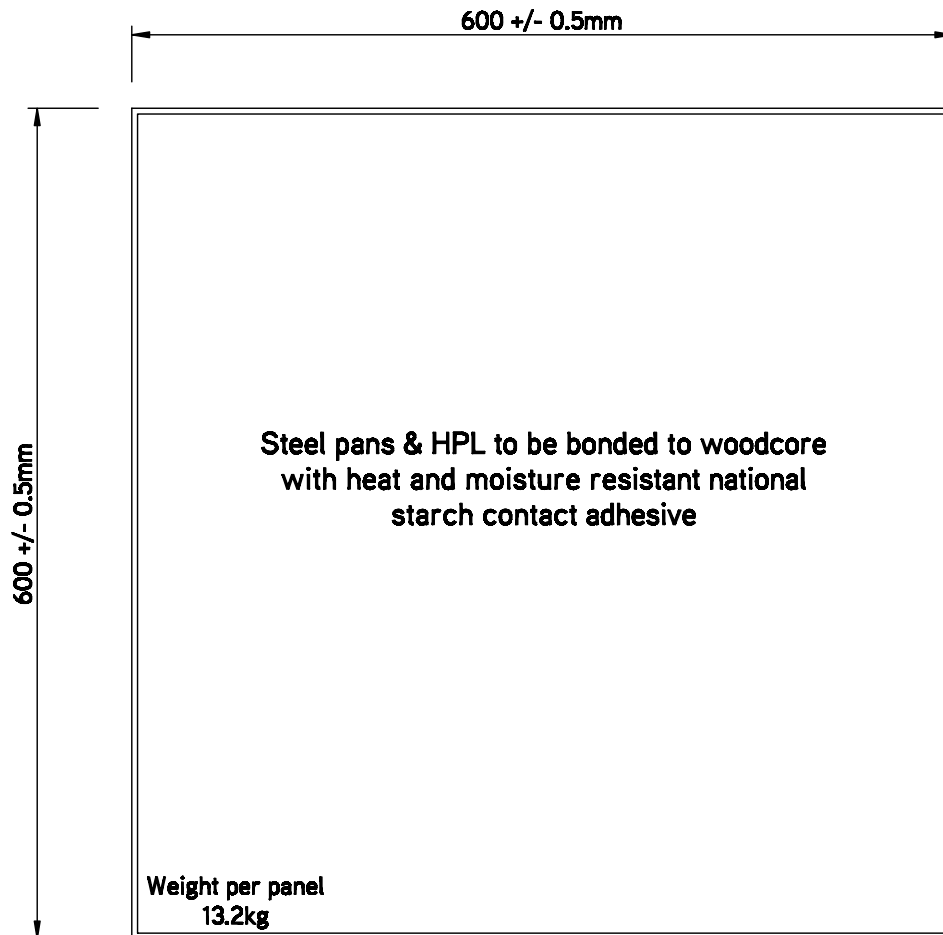 600 +/- 0.5mm
600 +/- 0.5mm
Steel pans & HPL to be bonded to woodcore
with heat and moisture resistant national
starch contact adhesive
Weight per panel
13.2kg